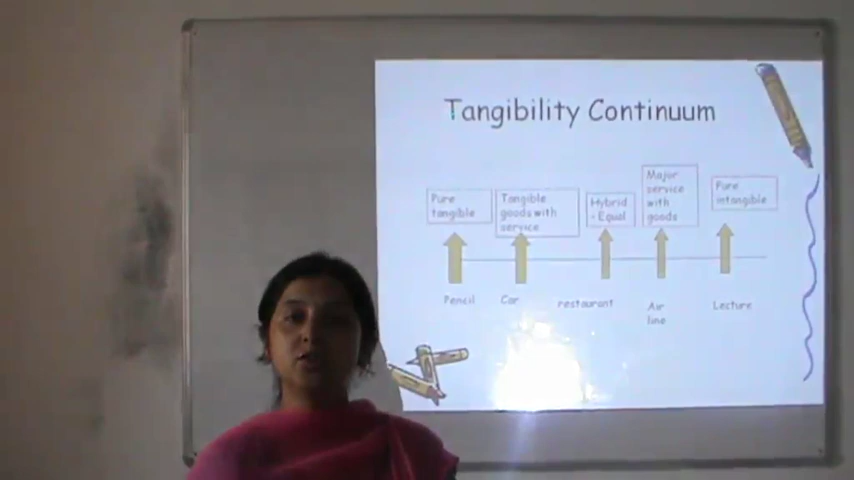 Tangibility Continuum
Pure
tangible
Tangible
goods with
service
Hybrid
- Equal
Major
service
with
goods
Pure
intangible
Pencil
Car
restaurant
Air
line
Lecture